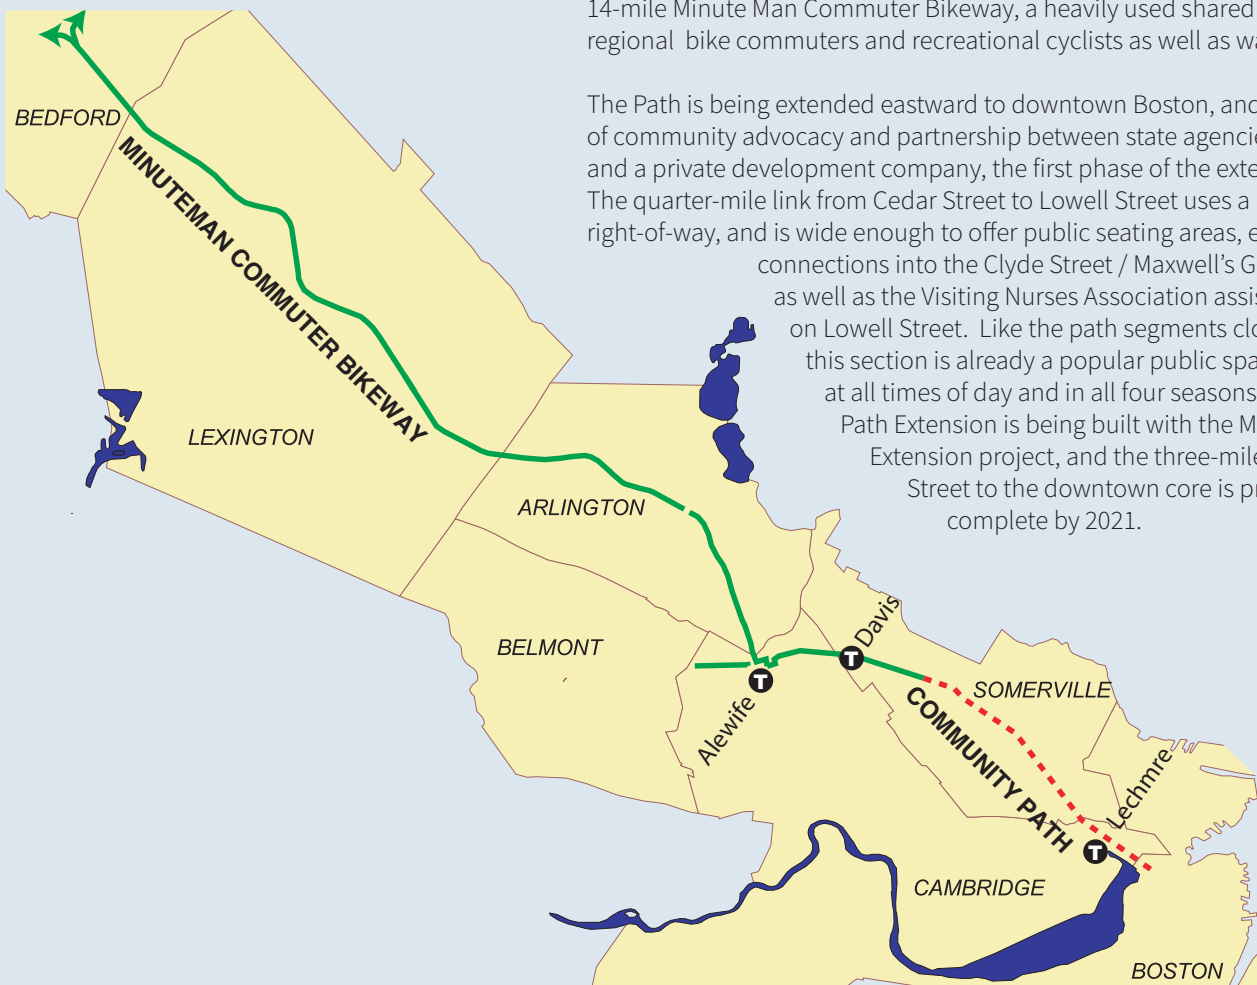 14-mile Minute Man Commuter Bikeway, a heavily used shared
regional bike commuters and recreational cyclists as well as
The Path is being extended eastward to downtown Boston, and
of community advocacy and partnership between state
and a private development company, the first phase of the
The quarter-mile link from Cedar Street to Lowell Street uses a
right-of-way, and is wide enough to offer public seating areas,
connections into the Clyde Street / Maxwell's
as well as the Visiting Nurses Association
on Lowell Street. Like the path segments
this section is already a popular public
at all times of day and in all four seasons
Path Extension is being built with the
Extension project, and the
Street to the downtown core is
complete by 2021.
BEDFORD
MINUTEMAN COMMUTER BIKEWAY
LEXINGTON
ARLINGTON
BELMONT
T
Davis
T
Alewife
SOMERVILLE
COMMUNITY PATH
Lechmre
T
CAMBRIDGE
BOSTON